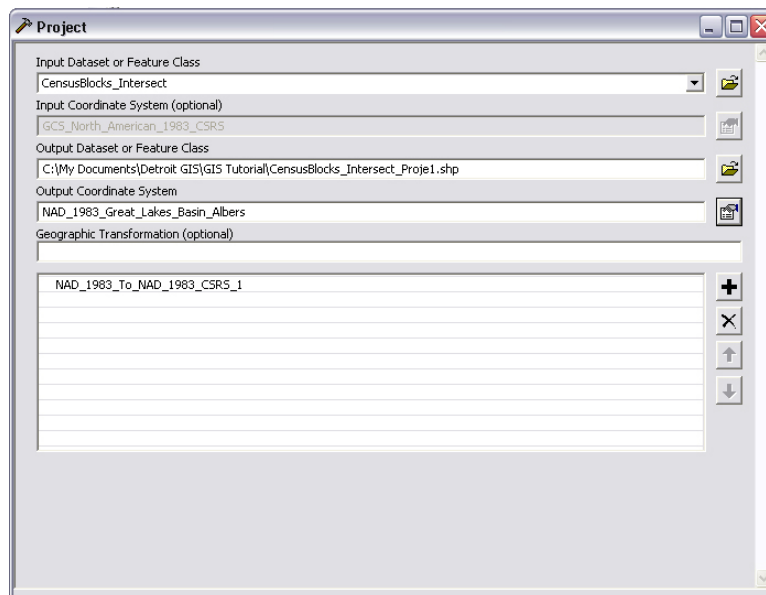 Project
Input Dataset or Feature Class
CensusBlocks_Intersect
Input Coordinate System (optional)
GCS_North_American_1983_CSRS
Output Dataset or Feature Class
C:\My Documents\Detroit GIS\GIS Tutorial\CensusBlocks_Intersect_Proje1.shp
Output Coordinate System
NAD_1983_Great_Lakes_Basin_Albers
Geographic Transformation (optional)
NAD_1983_To_NAD_1983_CSRS_1